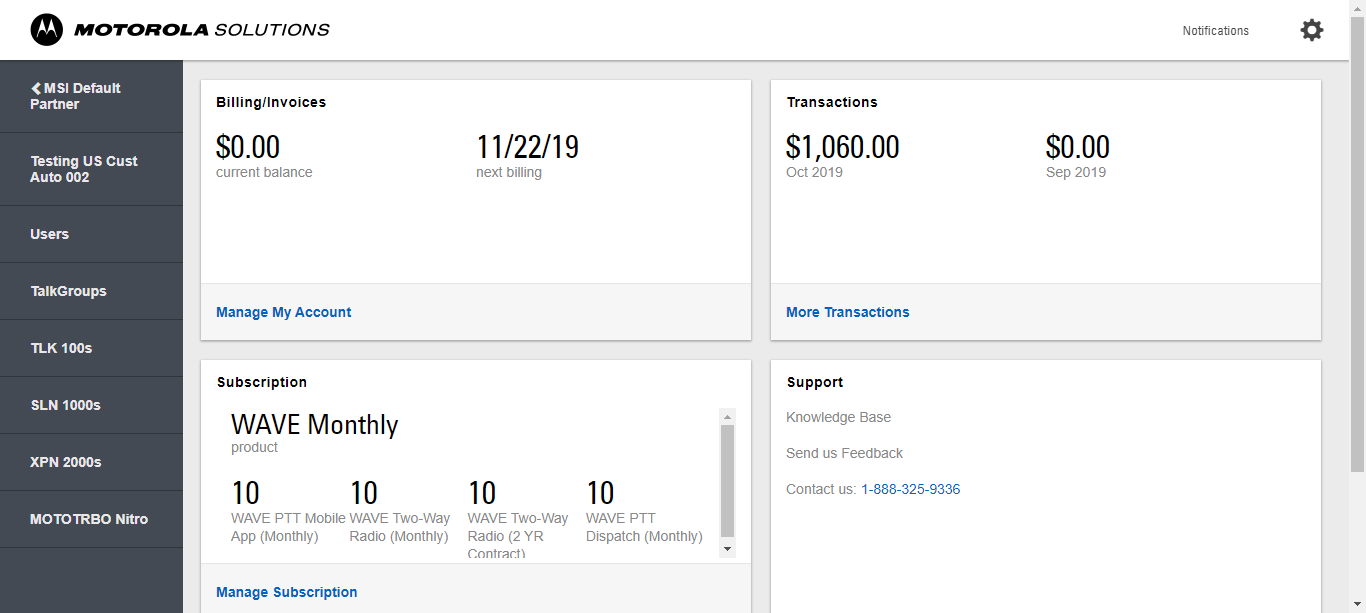 MOTOROLA SOLUTIONS
Notifications
MSI Default
Partner
Testing US Cust
Auto 002
Users
TalkGroups
TLK 100s
SLN 1000s
XPN 2000s
MOTOTRBO Nitro
Billing/Invoices
$0.00
current balance
11/22/19
next billing
Manage My Account
Transactions
$1,060.00
Oct 2019
$0.00
Sep 2019
More Transactions
Subscription
WAVE Monthly
product
10
WAVE PTT Mobile
App (Monthly)
10
WAVE Two-Way
Radio (Monthly)
10
WAVE Two-Way
Radio (2 YR
Contract)
10
WAVE PTT
Dispatch (Monthly)
Manage Subscription
Support
Knowledge Base
Send us Feedback
Contact us: 1-888-325-9336